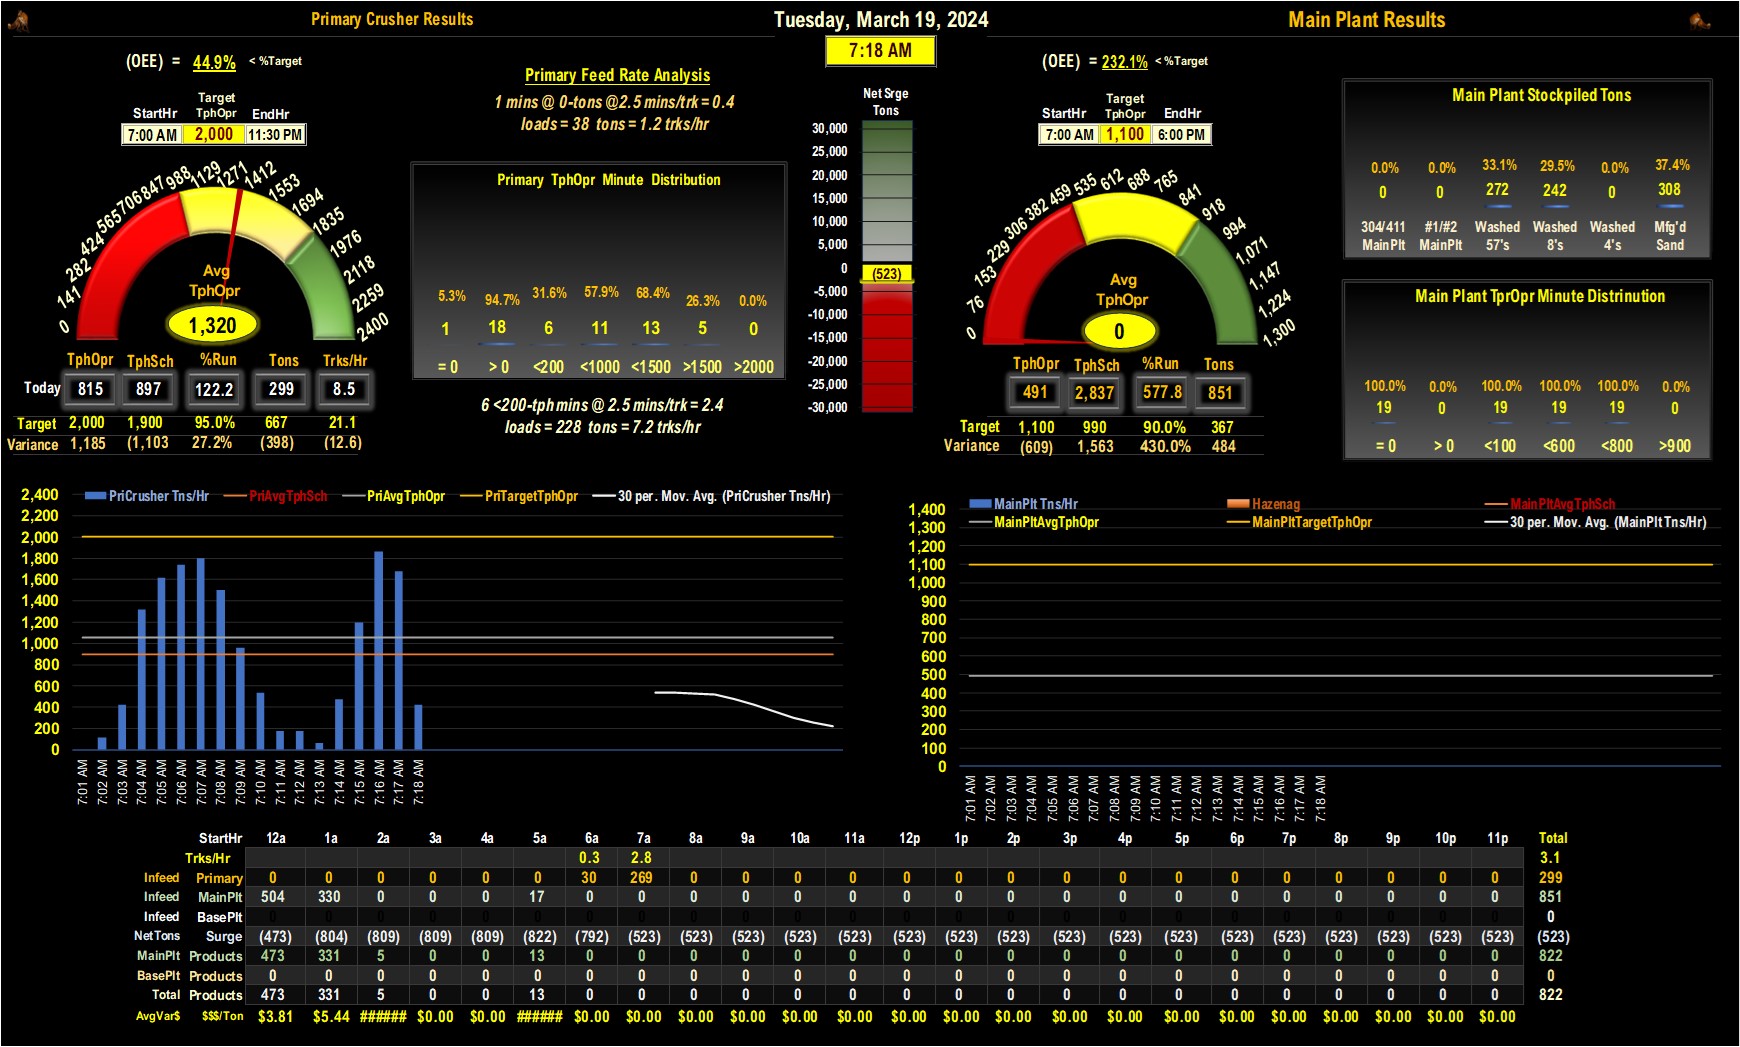 Primary Crusher Results
Tuesday, March 19, 2024
Main Plant Results
7:18 AM
(OEE) = 44.9% < %Target
StartHr Target TphOpr EndHr
7:00 AM 2,000 11:30 PM
0 141 282 424 565 706 847 988 1129 1271 1412 1553 1694 1835 1976 2118 2259 2400
Avg
TphOpr
1,320
TphOpr TphSch %Run Tons Trks/Hr
Today 815 897 122.2 299 8.5
Target 2,000 1,900 95.0% 667 21.1
Variance 1,185 (1,103 27.2% (398) (12.6)
Primary Feed Rate Analysis
1 mins @ 0-tons @2.5 mins/trk = 0.4
loads = 38 tons = 1.2 trks/hr
Primary TphOpr Minute Distribution
5.3% 94.7% 31.6% 57.9% 68.4% 26.3% 0.0%
1 18 6 11 13 5 0
= 0 > 0 <200 <1000 <1500 >1500 >2000
6 <200-tph mins @ 2.5 mins/trk = 2.4
loads = 228 tons = 7.2 trks/hr
Net Srge
Tons
30,000
25,000
20,000
15,000
10,000
5,000
0
(523)
-5,000
-10,000
-15,000
-20,000
-25,000
-30,000
(OEE) = 232.1% < %Target
StartHr Target TphOpr EndHr
7:00 AM 1,100 6:00 PM
0 76 153 229 306 382 459 535 612 688 765 841 918 994 1,071 1,147 1,224 1,300
Avg
TphOpr
0
TphOpr TphSch %Run Tons
491 2,837 577.8 851
Target 1,100 990 90.0% 367
Variance (609) 1,563 430.0% 484
Main Plant Stockpiled Tons
0.0% 0.0% 33.1% 29.5% 0.0% 37.4%
0 0 272 242 0 308
304/411 #1/#2 Washed Washed Washed Mfg'd
MainPlt MainPlt 57's 8's 4's Sand
Main Plant TprOpr Minute Distrinution
100.0% 0.0% 100.0% 100.0% 100.0% 0.0%
19 0 19 19 19 0
= 0 > 0 <100 <600 <800 >900
PriCrusher Tns/Hr PriAvgTphSch PriAvgTphOpr PriTargetTphOpr 30 per. Mov. Avg. (PriCrusher Tns/Hr)
2,400
2,200
2,000
1,800
1,600
1,400
1,200
1,000
800
600
400
200
0
7:01 AM 7:02 AM 7:03 AM 7:04 AM 7:05 AM 7:06 AM 7:07 AM 7:08 AM 7:09 AM 7:10 AM 7:11 AM 7:12 AM 7:13 AM 7:14 AM 7:15 AM 7:16 AM 7:17 AM 7:18 AM
MainPlt Tns/Hr Hazenag MainPltAvgTphSch
MainPltAvgTphOpr MainPltTargetTphOpr 30 per. Mov. Avg. (MainPlt Tns/Hr)
1,400
1,300
1,200
1,100
1,000
900
800
700
600
500
400
300
200
100
0
7:01 AM 7:02 AM 7:03 AM 7:04 AM 7:05 AM 7:06 AM 7:07 AM 7:08 AM 7:09 AM 7:10 AM 7:11 AM 7:12 AM 7:13 AM 7:14 AM 7:15 AM 7:16 AM 7:17 AM 7:18 AM
StartHr 12a 1a 2a 3a 4a 5a 6a 7a 8a 9a 10a 11a 12p 1p 2p 3p 4p 5p 6p 7p 8p 9p 10p 11p Total
Trks/Hr 0.3 2.8 3.1
Infeed Primary 0 0 0 0 0 0 30 269 0 0 0 0 0 0 0 0 0 0 0 0 0 0 0 0 299
Infeed MainPlt 504 330 0 0 0 17 0 0 0 0 0 0 0 0 0 0 0 0 0 0 0 0 0 0 851
Infeed BasePlt 0 0 0 0 0 0 0 0 0 0 0 0 0 0 0 0 0 0 0 0 0 0 0 0 0
NetTons Surge (473) (804) (809) (809) (809) (822) (792) (523) (523) (523) (523) (523) (523) (523) (523) (523) (523) (523) (523) (523) (523) (523) (523) (523) (523)
MainPlt Products 473 331 5 0 0 13 0 0 0 0 0 0 0 0 0 0 0 0 0 0 0 0 0 0 822
BasePlt Products 0 0 0 0 0 0 0 0 0 0 0 0 0 0 0 0 0 0 0 0 0 0 0 0 0
Total Products 473 331 5 0 0 13 0 0 0 0 0 0 0 0 0 0 0 0 0 0 0 0 0 0 822
AvgVar$ $$$/Ton $3.81 $5.44 ###### $0.00 $0.00 ###### $0.00 $0.00 $0.00 $0.00 $0.00 $0.00 $0.00 $0.00 $0.00 $0.00 $0.00 $0.00 $0.00 $0.00 $0.00 $0.00 $0.00 $0.00